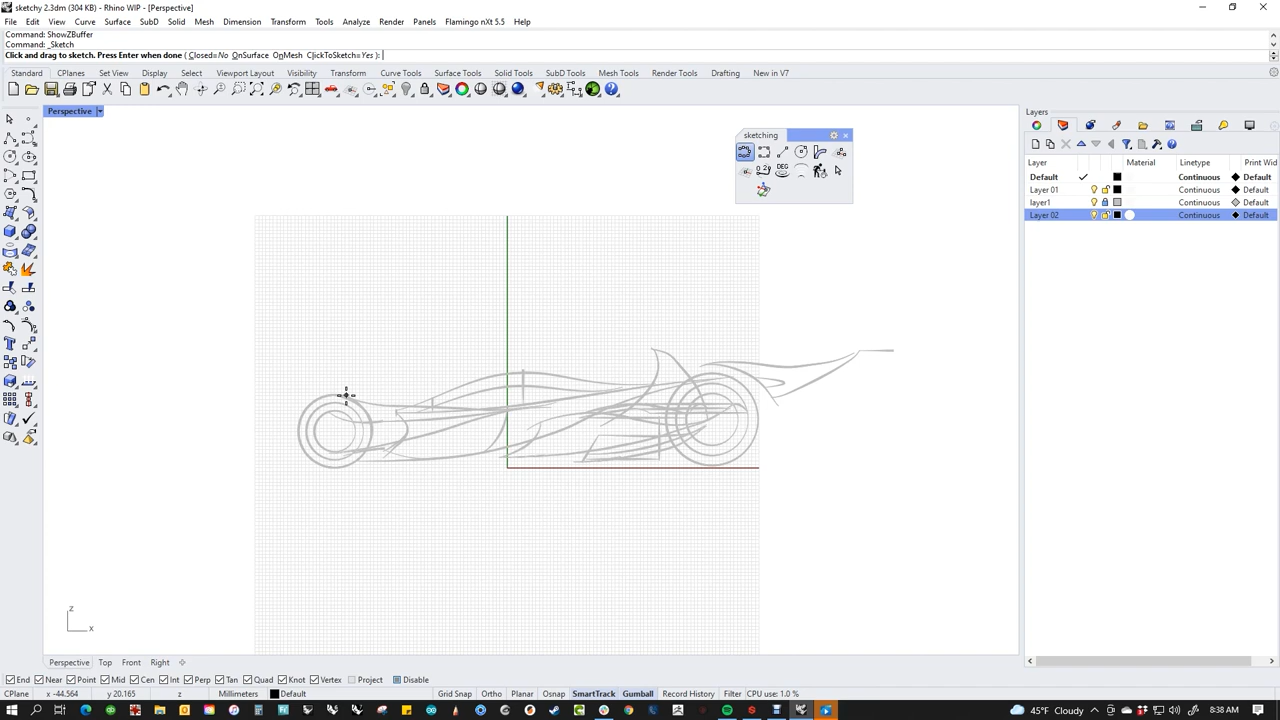 sketchy 2.3dm (304 KB) - Rhino WIP - [Perspective]
File Edit View Curve Surface SubD Solid Mesh Dimension Transform Tools Analyze Render Panels Flamingo nXt 5.5 Help
Command: ShowZBuffer
Command: _Sketch
Click and drag to sketch. Press Enter when done ( Closed=No OnSurface OnMesh ClickToSketch=Yes ):
Standard CPlanes Set View Display Select Viewport Layout Visibility Transform Curve Tools Surface Tools Solid Tools SubD Tools Mesh Tools Render Tools Drafting New in V7
Perspective
Layers
sketching
DEG
Layer Material Linetype Print Wid
Default Continuous Default
Layer 01 Continuous Default
layer1 Continuous Default
Layer 02 Continuous Default
z
x
Perspective Top Front Right
End Near Point Mid Cen Int Perp Tan Quad Knot Vertex Project Disable
CPlane x -44.564 y 20.165 z Millimeters Default Grid Snap Ortho Planar Osnap SmartTrack Gumball Record History Filter CPU use: 1.0 %
45°F Cloudy 8:38 AM